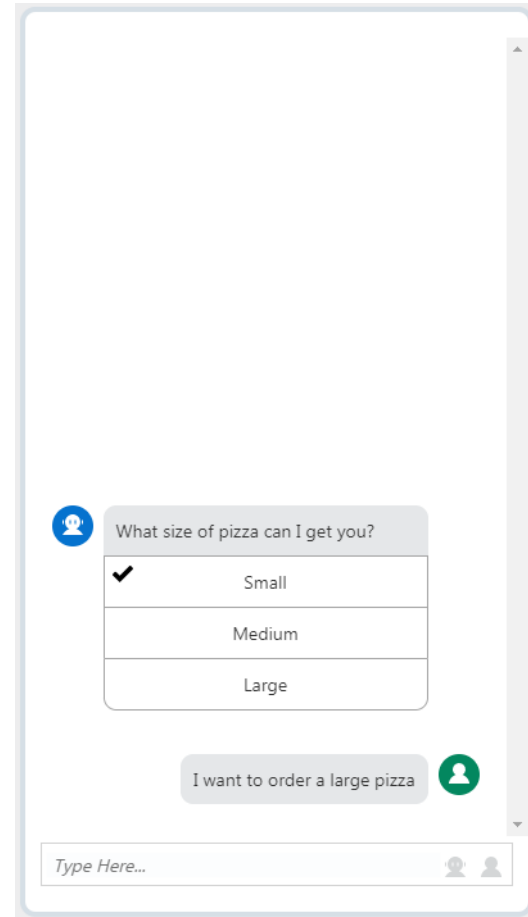 What size of pizza can I get you?
Small
Medium
Large
I want to order a large pizza
Type Here...